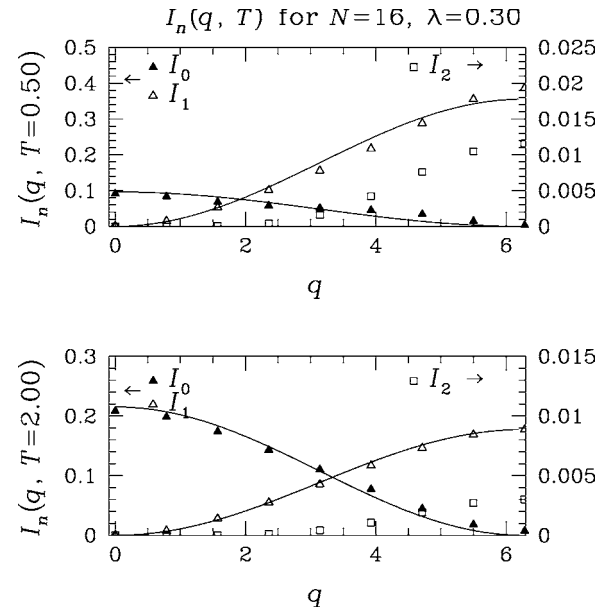 I_n(q, T) for N=16, λ=0.30
0.5
0.4
0.3
0.2
0.1
0
I_n(q, T=0.50)
▲ I_0
△ I_1
←
□ I_2 →
0.025
0.02
0.015
0.01
0.005
0
0 2 4 6
q
0.3
0.2
0.1
0
I_n(q, T=2.00)
▲ I_0
△ I_1
←
□ I_2 →
0.015
0.01
0.005
0
0 2 4 6
q